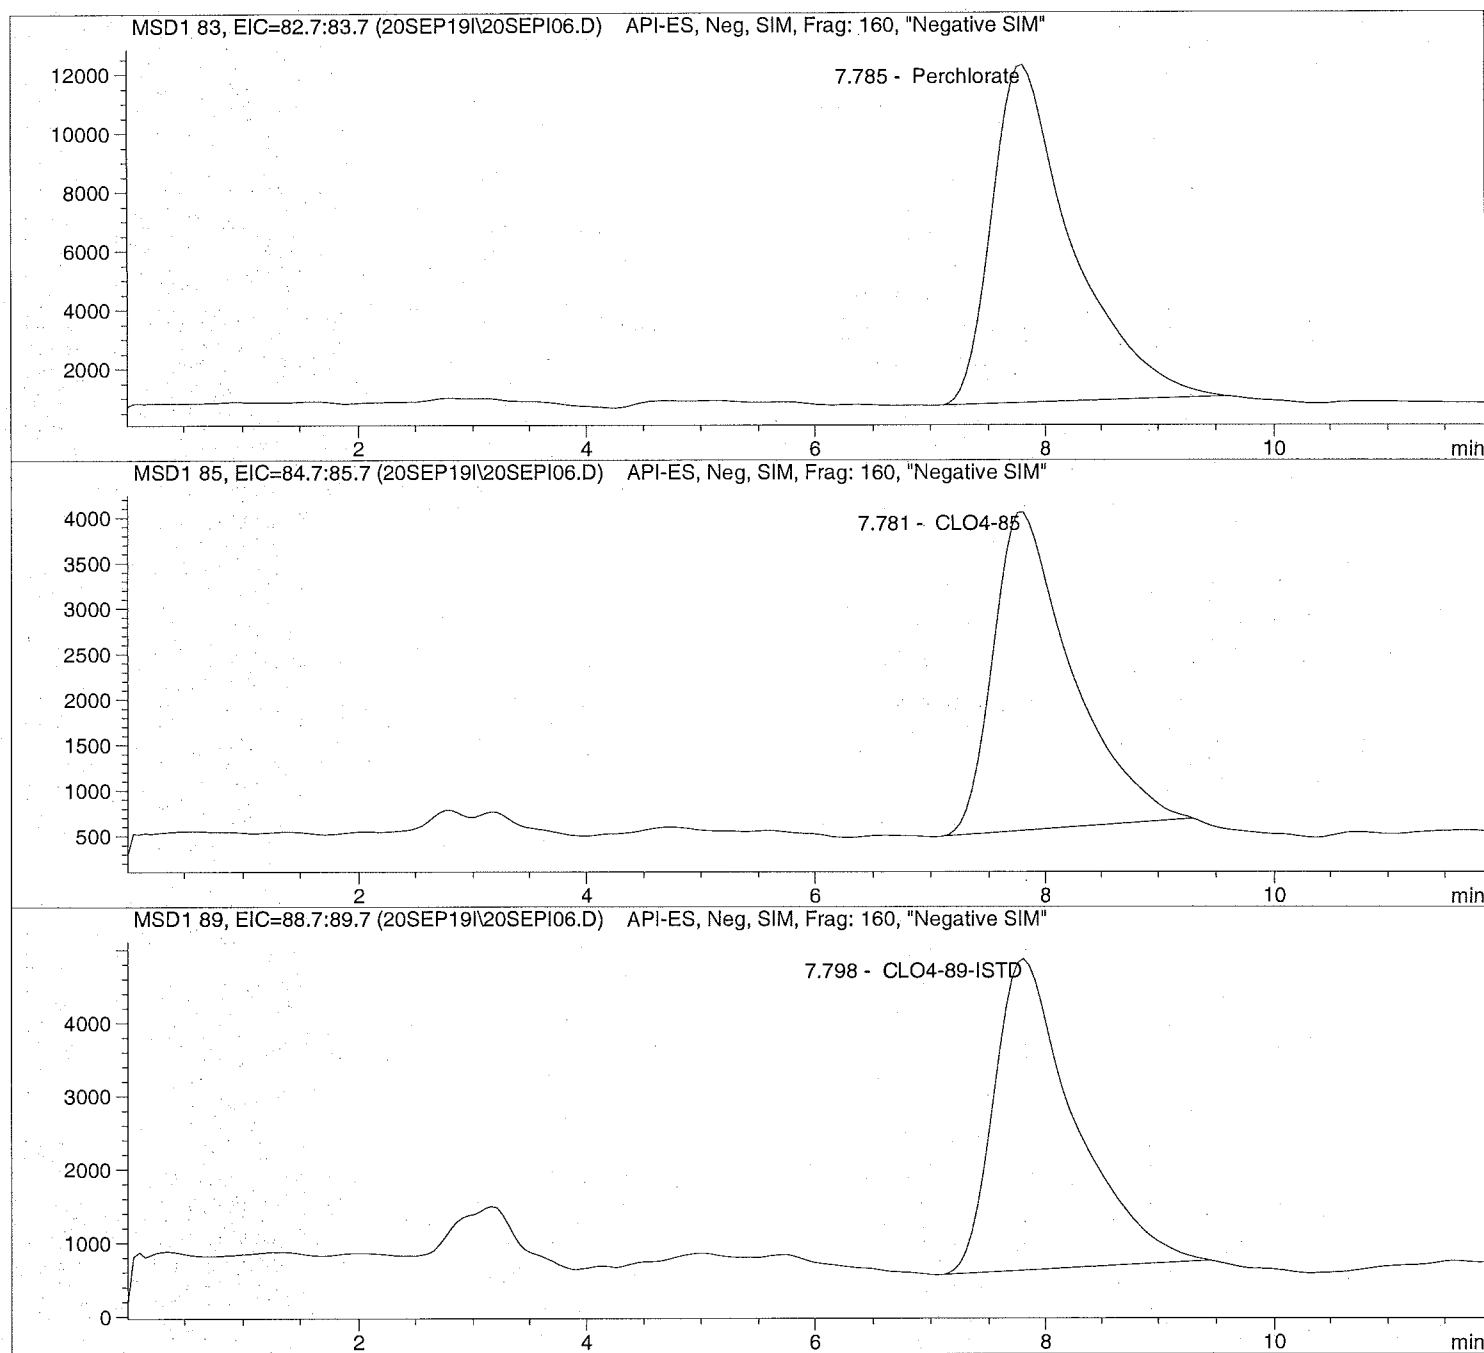 MSD1 83, EIC=82.7:83.7 (20SEP19I\20SEPI06.D) API-ES, Neg, SIM, Frag: 160, "Negative SIM"
7.785 - Perchlorate
12000
10000
8000
6000
4000
2000
2 4 6 8 10 min
MSD1 85, EIC=84.7:85.7 (20SEP19I\20SEPI06.D) API-ES, Neg, SIM, Frag: 160, "Negative SIM"
7.781 - CLO4-85
4000
3500
3000
2500
2000
1500
1000
500
2 4 6 8 10 min
MSD1 89, EIC=88.7:89.7 (20SEP19I\20SEPI06.D) API-ES, Neg, SIM, Frag: 160, "Negative SIM"
7.798 - CLO4-89-ISTD
4000
3000
2000
1000
0
2 4 6 8 10 min